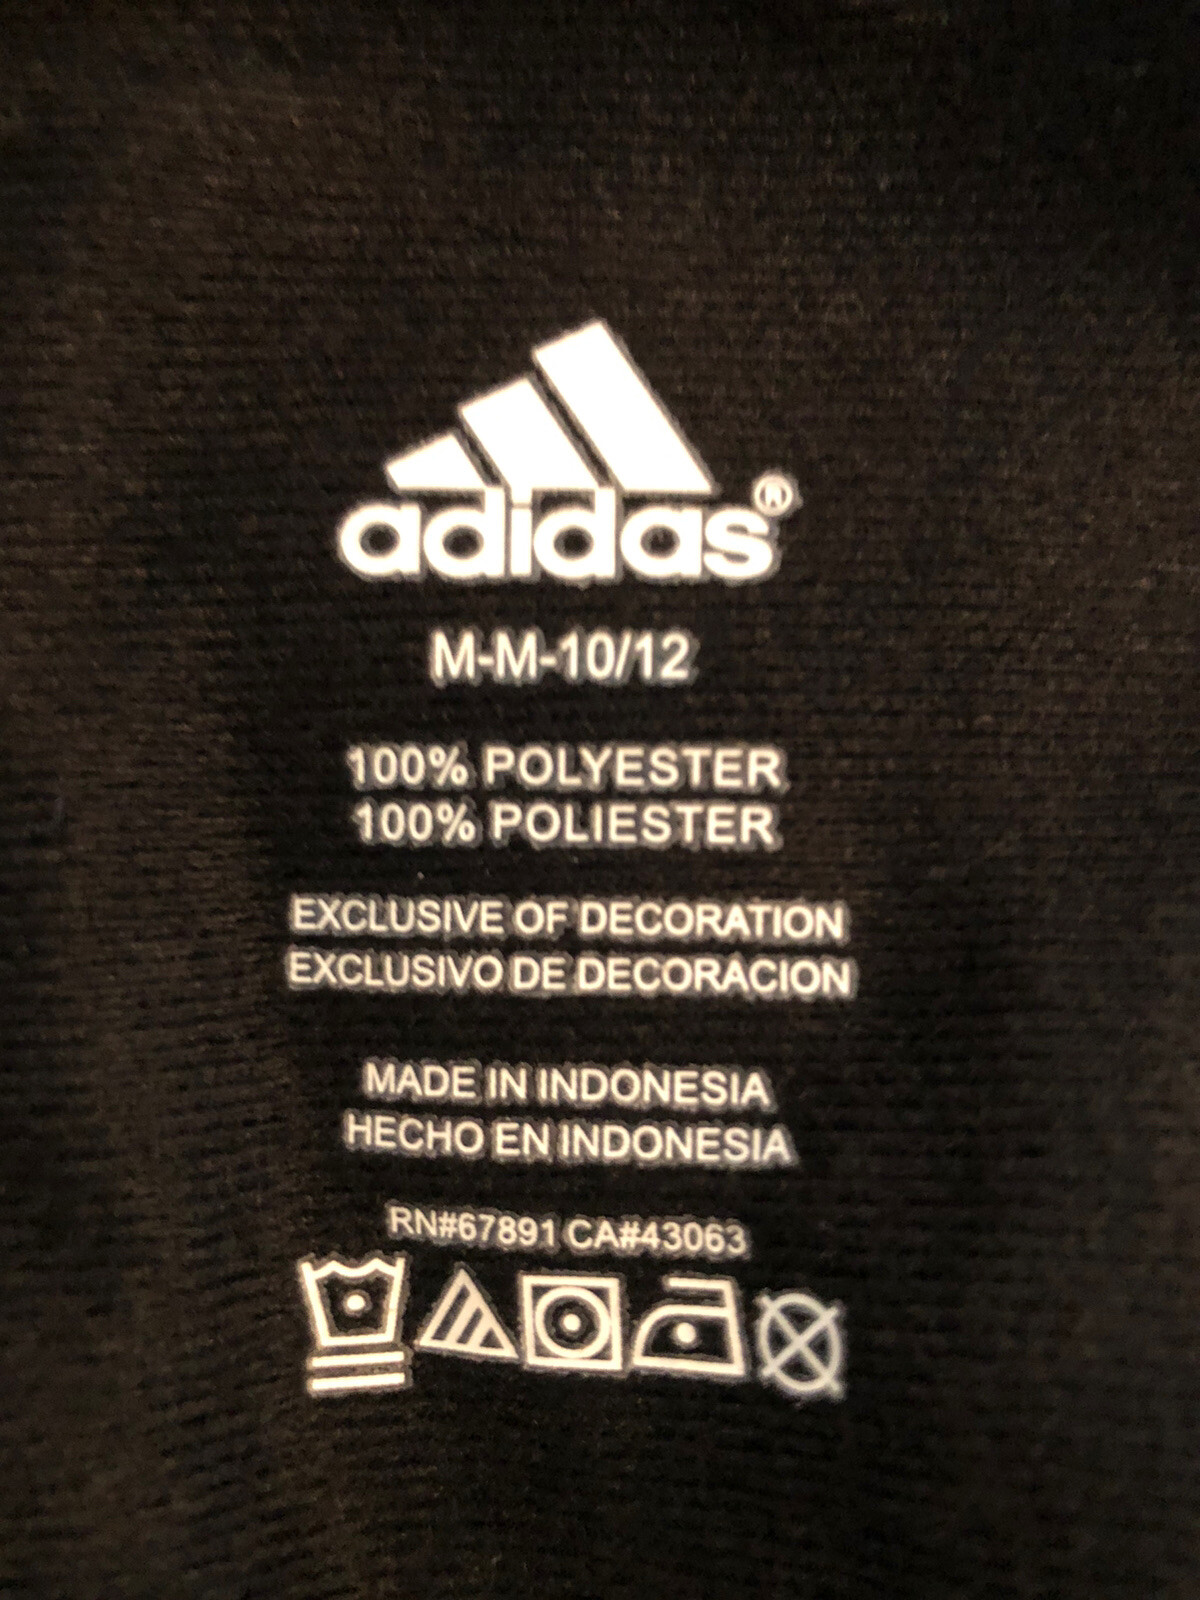 adidas®
M-M-10/12
100% POLYESTER
100% POLIESTER
EXCLUSIVE OF DECORATION
EXCLUSIVO DE DECORACION
MADE IN INDONESIA
HECHO EN INDONESIA
RN#67891 CA#43063